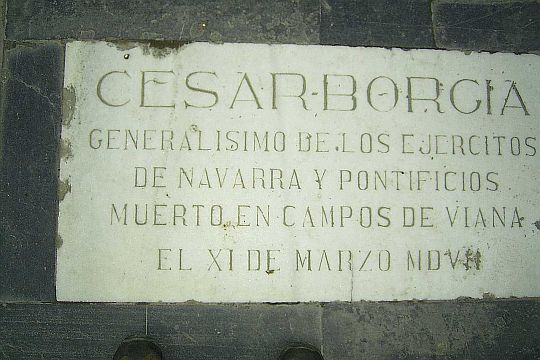 CESAR·BORGIA
GENERALISIMO DE LOS EJERCITOS
DE NAVARRA Y PONTIFICIOS
MUERTO EN CAMPOS DE VIANA
EL XI DE MARZO MDVII